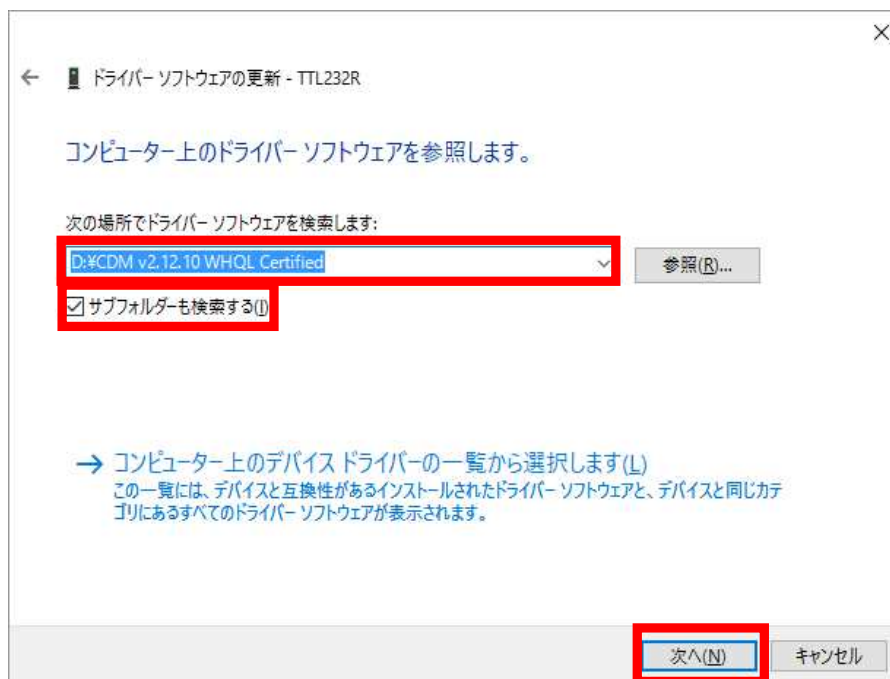 ドライバー ソフトウェアの更新 - TTL232R
コンピューター上のドライバー ソフトウェアを参照します。
次の場所でドライバー ソフトウェアを検索します:
D:¥CDM v2.12.10 WHQL Certified
参照(R)...
サブフォルダーも検索する(I)
コンピューター上のデバイス ドライバーの一覧から選択します(L)
この一覧には、デバイスと互換性があるインストールされたドライバー ソフトウェアと、デバイスと同じカテ
ゴリにあるすべてのドライバー ソフトウェアが表示されます。
次へ(N)
キャンセル